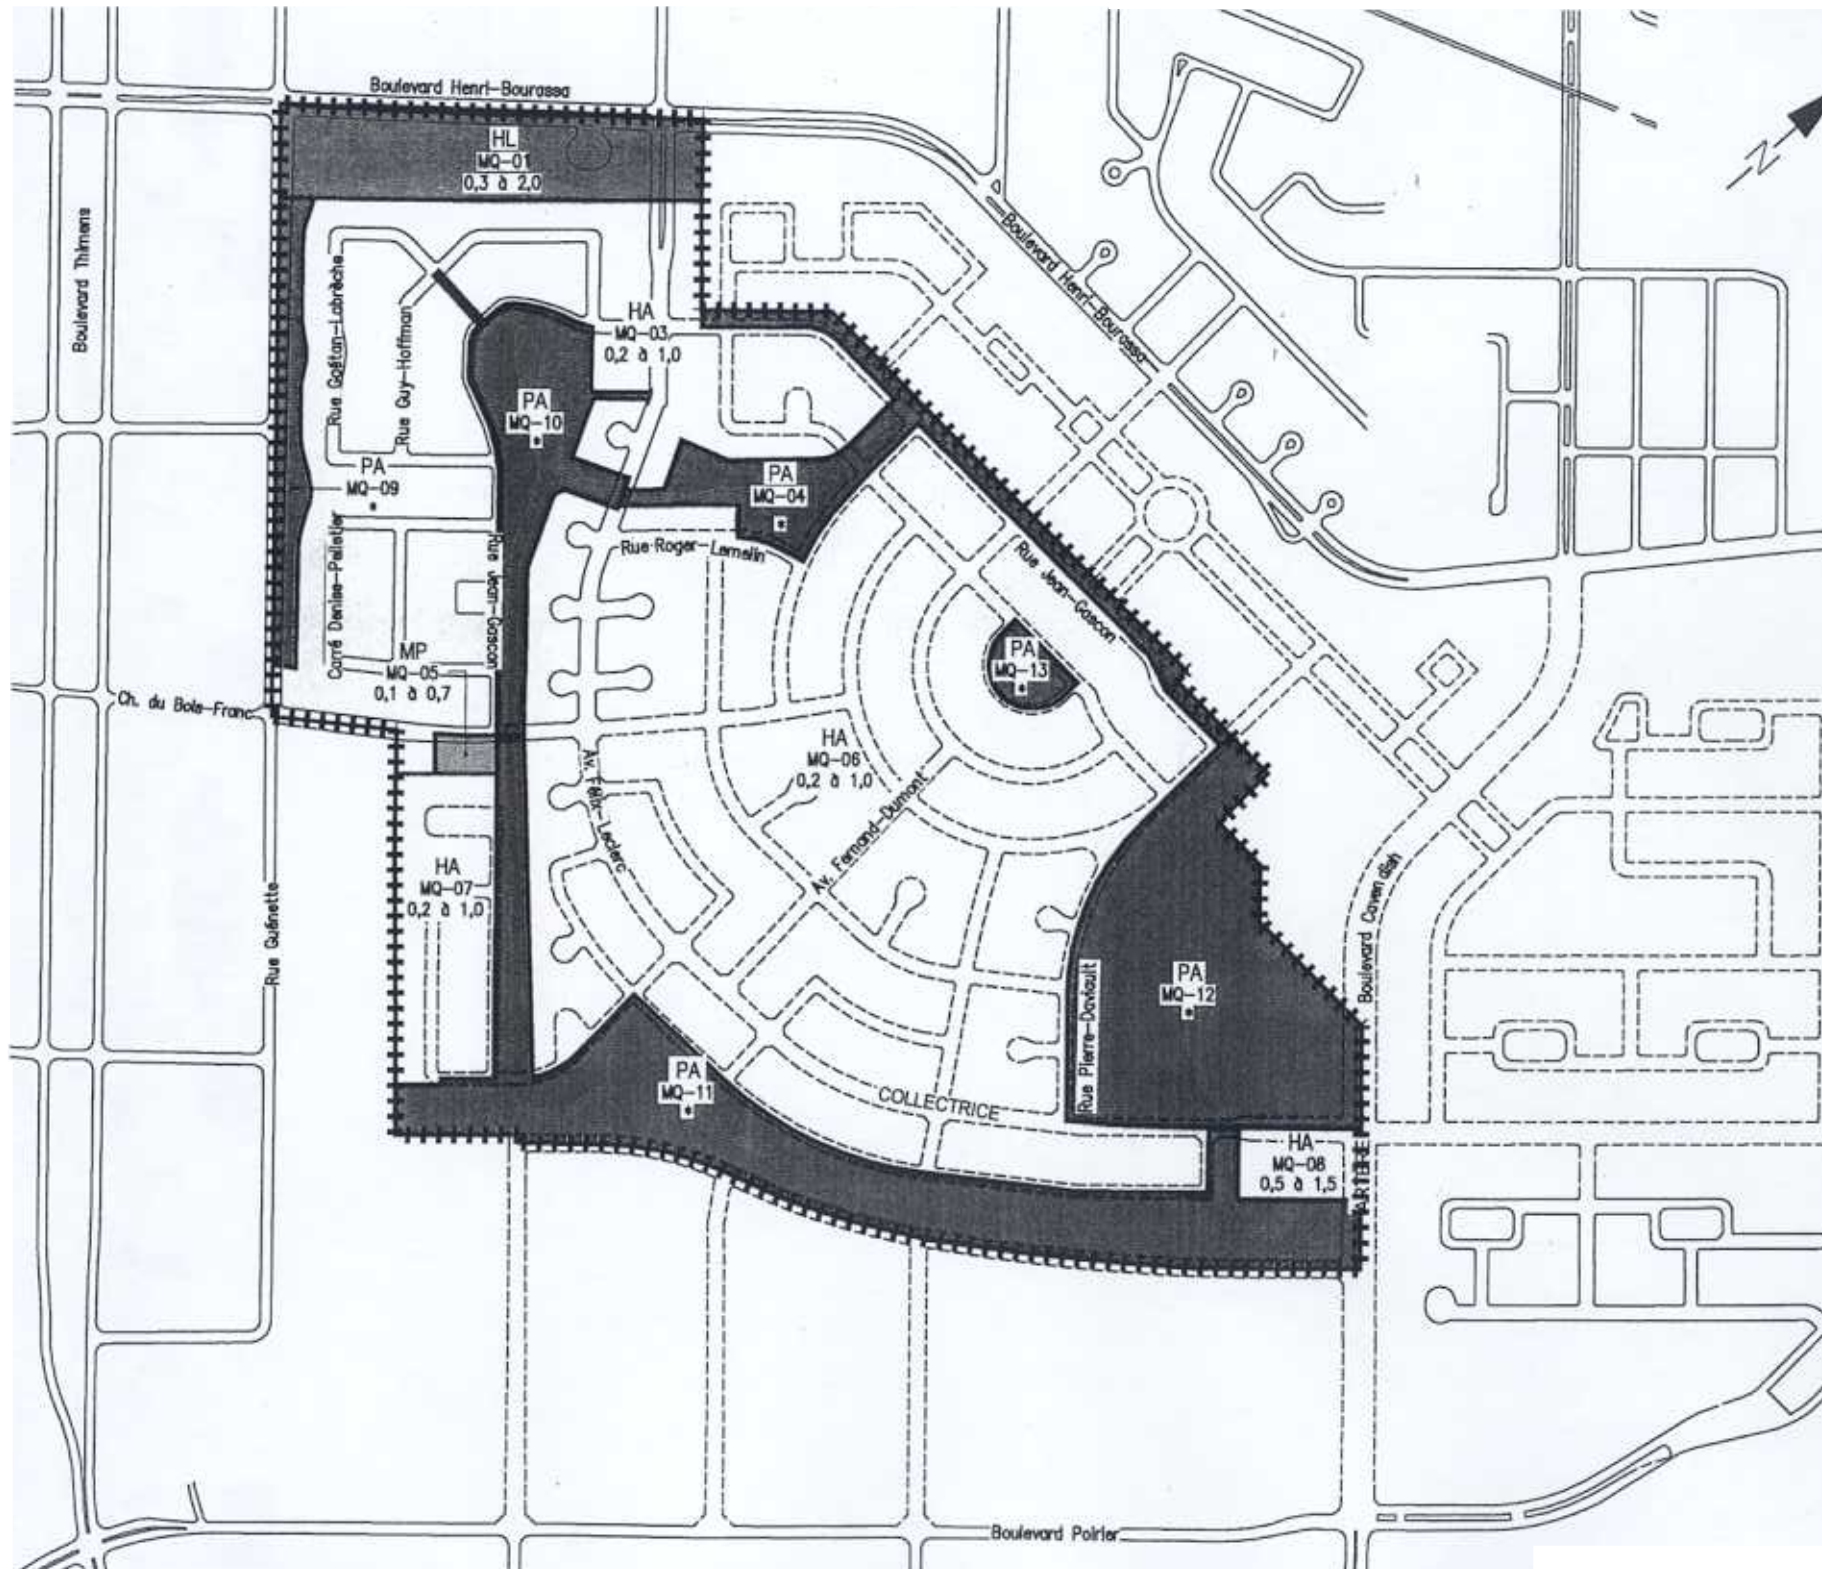 Boulevard Henri-Bourassa
N
HL
MQ-01
0,3 à 2,0
Boulevard Thimens
Boulevard Henri-Bourassa
Rue Gaétan-Labrèche
Rue Guy-Hoffman
HA
MQ-03
0,2 à 1,0
PA
MQ-10
*
PA
MQ-09
*
PA
MQ-04
*
Rue Roger-Lemelin
Rue Jean-Gascon
Rue Jean-Gascon
Carré Denise-Pelletier
MP
MQ-05
0,1 à 0,7
PA
MQ-13
*
Ch. du Bois-Franc
HA
MQ-06
0,2 à 1,0
Av. Félix-Leclerc
Av. Fernand-Dumont
HA
MQ-07
0,2 à 1,0
Rue Guénette
Boulevard Cavendish
PA
MQ-12
*
Rue Pierre-Daviault
PA
MQ-11
*
COLLECTRICE
HA
MQ-08
0,5 à 1,5
ARTÈRE
Boulevard Poirier